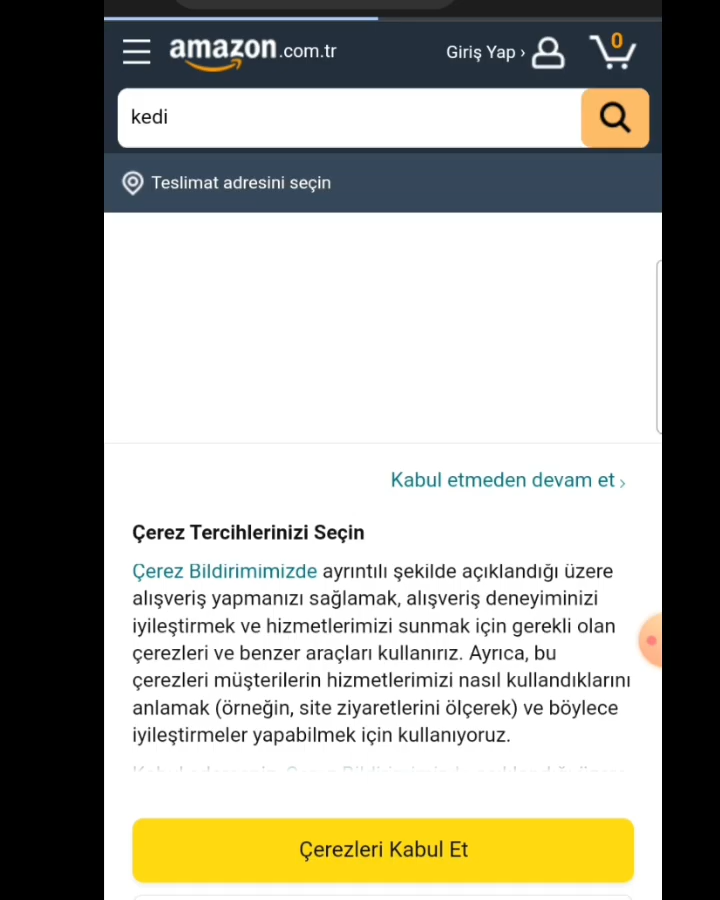 amazon.com.tr
Giriş Yap ›
0
kedi
Teslimat adresini seçin
Kabul etmeden devam et ›
Çerez Tercihlerinizi Seçin
Çerez Bildirimimizde ayrıntılı şekilde açıklandığı üzere
alışveriş yapmanızı sağlamak, alışveriş deneyiminizi
iyileştirmek ve hizmetlerimizi sunmak için gerekli olan
çerezleri ve benzer araçları kullanırız. Ayrıca, bu
çerezleri müşterilerin hizmetlerimizi nasıl kullandıklarını
anlamak (örneğin, site ziyaretlerini ölçerek) ve böylece
iyileştirmeler yapabilmek için kullanıyoruz.
Çerezleri Kabul Et